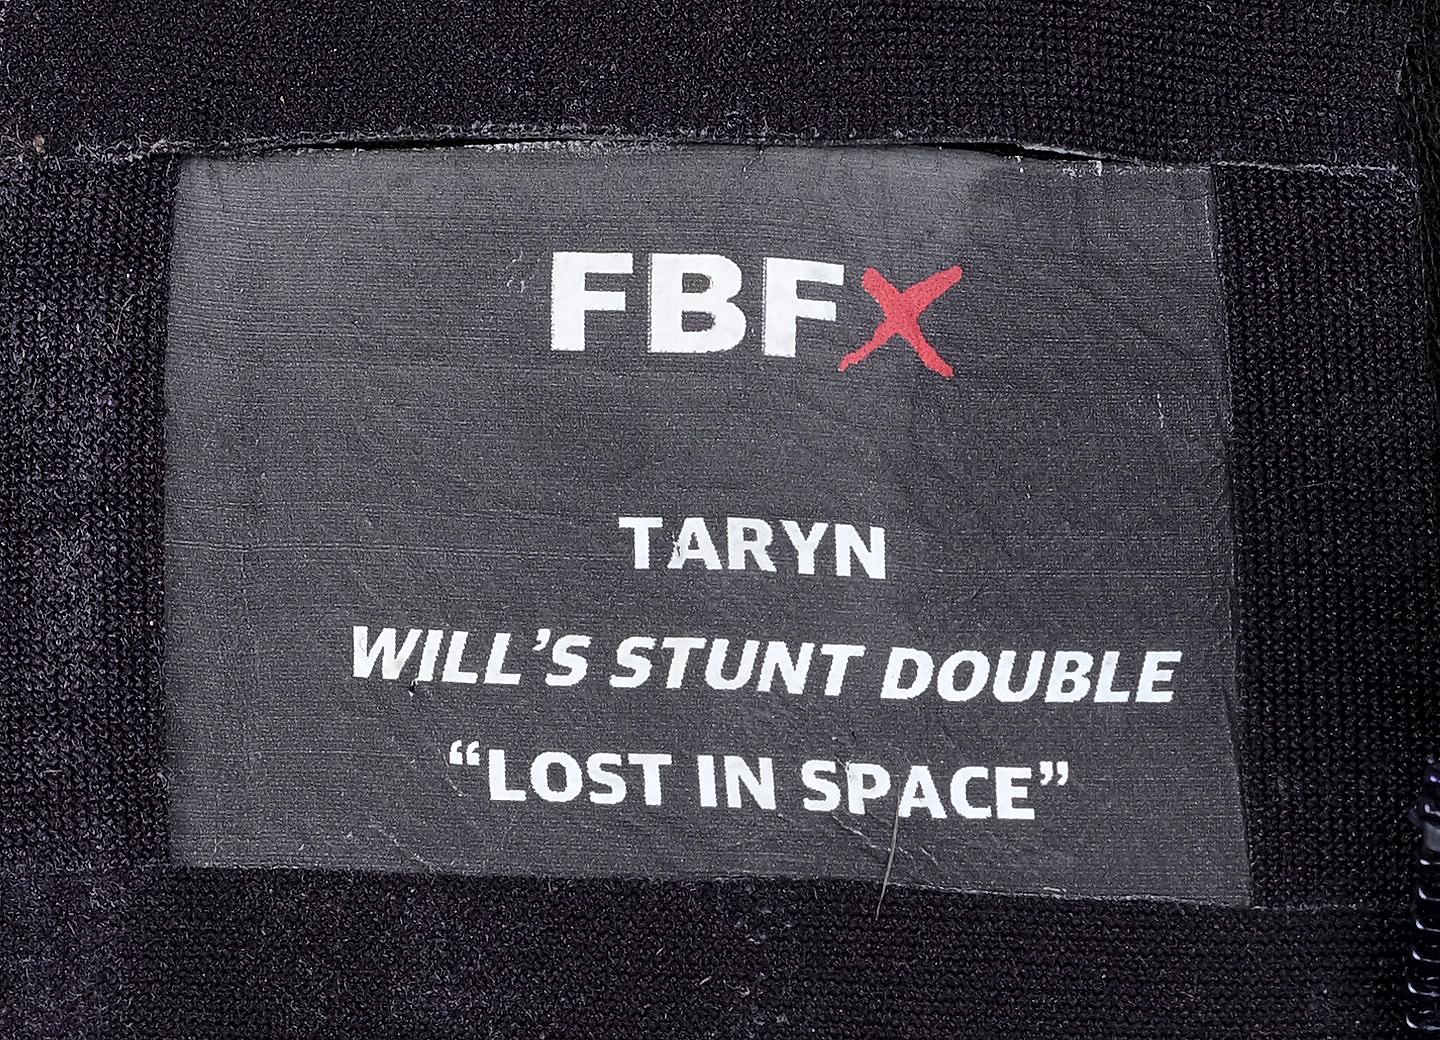 FBFX
TARYN
WILL’S STUNT DOUBLE
“LOST IN SPACE”